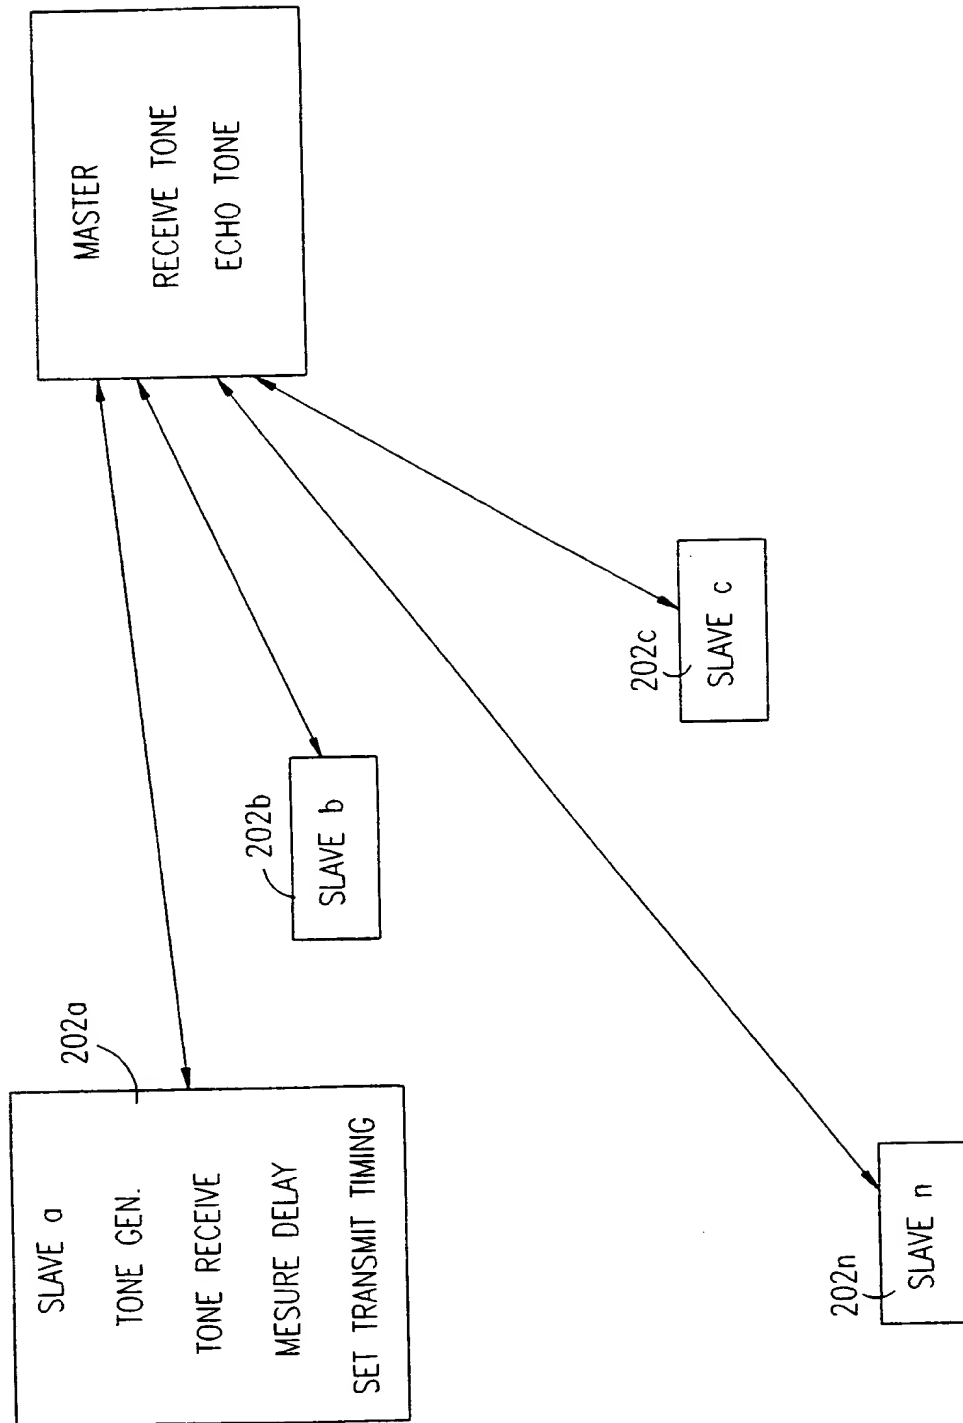 MASTER
RECEIVE TONE
ECHO TONE
202a
SLAVE a
TONE GEN.
TONE RECEIVE
MESURE DELAY
SET TRANSMIT TIMING
202b
SLAVE b
202c
SLAVE c
202n
SLAVE n